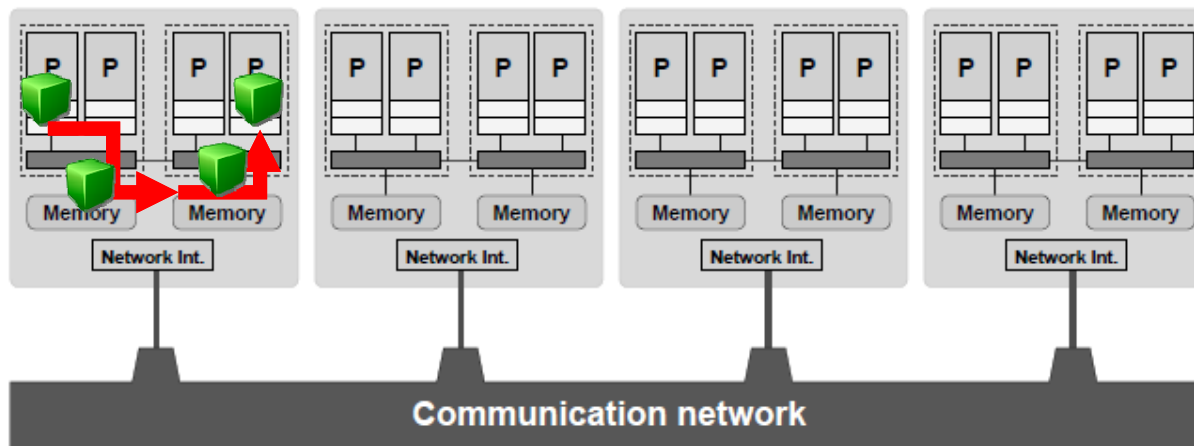 P P P P P P P P P P P P P P P P
Memory Memory Memory Memory Memory Memory Memory Memory
Network Int. Network Int. Network Int. Network Int.
Communication network